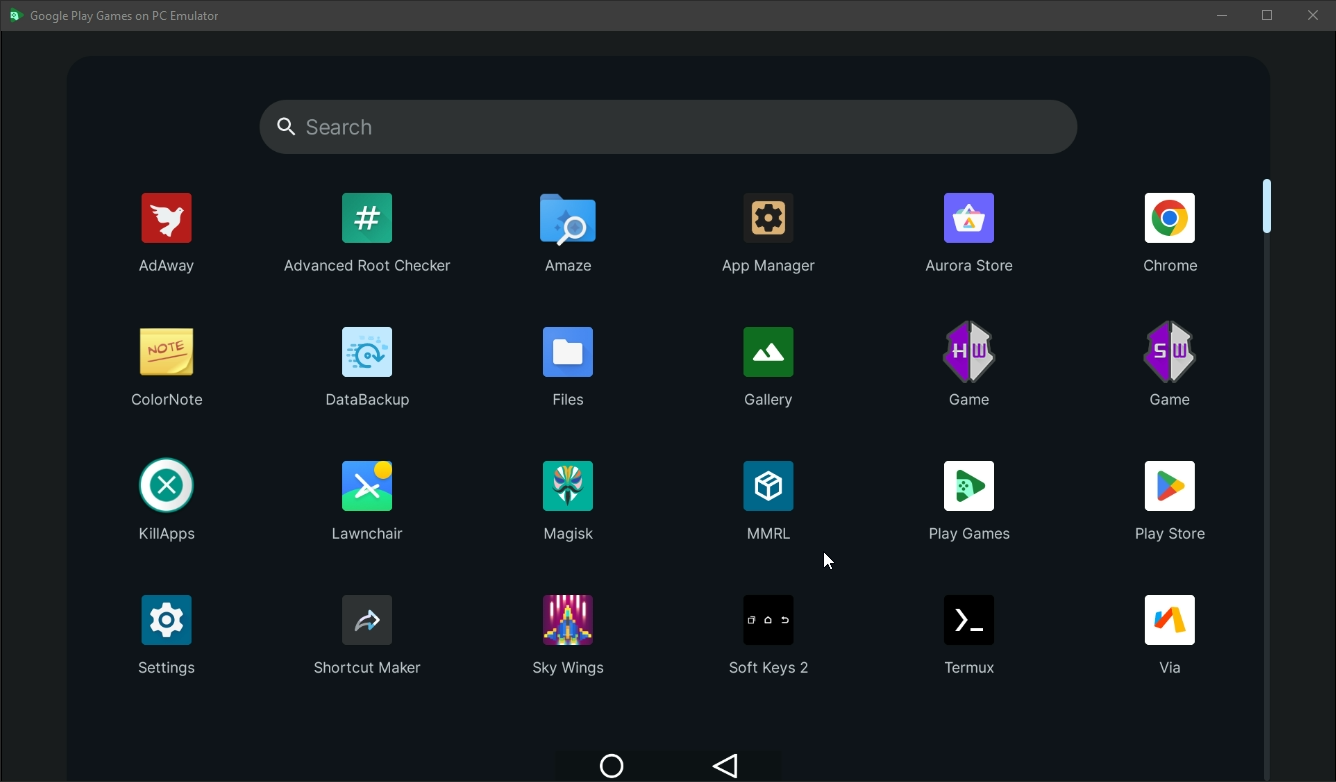 Google Play Games on PC Emulator
Search
AdAway
Advanced Root Checker
Amaze
App Manager
Aurora Store
Chrome
NOTE
HW
SW
ColorNote
DataBackup
Files
Gallery
Game
Game
KillApps
Lawnchair
Magisk
MMRL
Play Games
Play Store
Settings
Shortcut Maker
Sky Wings
Soft Keys 2
Termux
Via